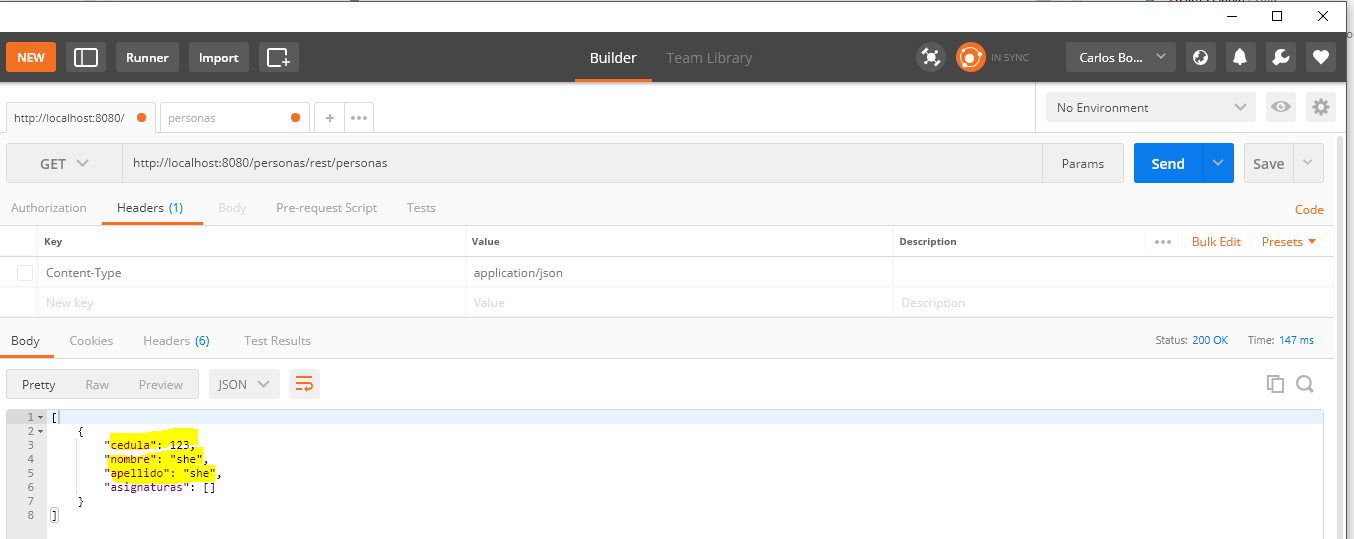 NEW Runner Import Builder Team Library IN SYNC Carlos Bo...
http://localhost:8080/ personas + ••• No Environment
GET http://localhost:8080/personas/rest/personas Params Send Save
Authorization Headers (1) Body Pre-request Script Tests Code
Key Value Description ••• Bulk Edit Presets
Content-Type application/json
New key Value Description
Body Cookies Headers (6) Test Results Status: 200 OK Time: 147 ms
Pretty Raw Preview JSON
1 [
2 {
3 "cedula": 123,
4 "nombre": "she",
5 "apellido": "she",
6 "asignaturas": []
7 }
8 ]